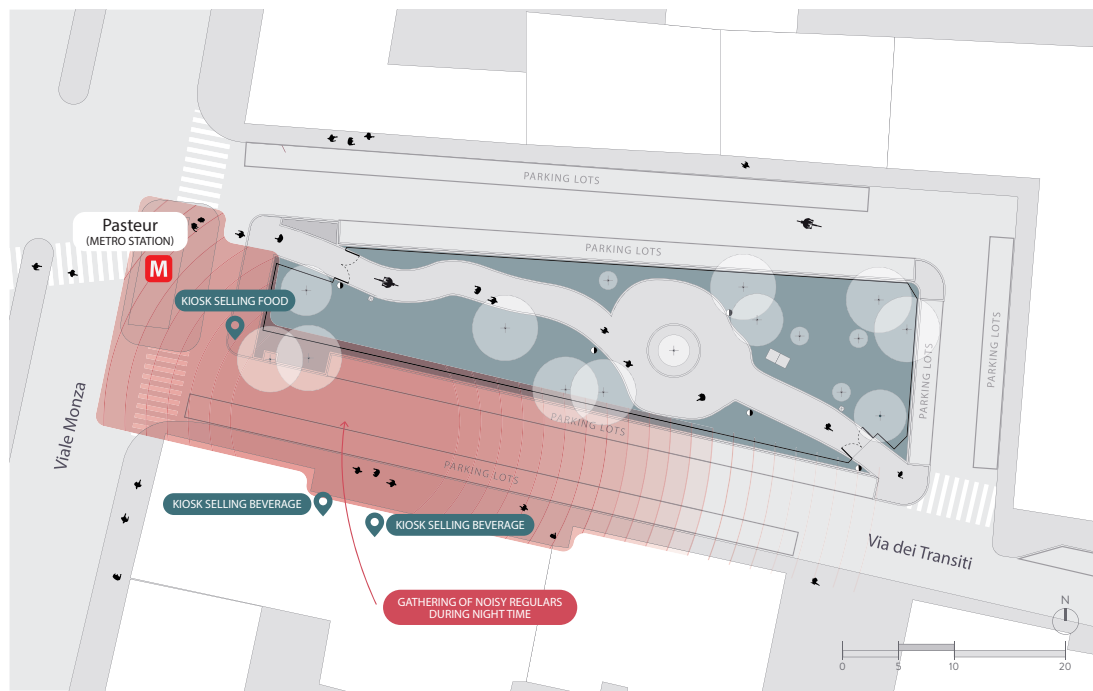 PARKING LOTS
Pasteur
(METRO STATION)
M
PARKING LOTS
KIOSK SELLING FOOD
PARKING LOTS
PARKING LOTS
Viale Monza
PARKING LOTS
PARKING LOTS
KIOSK SELLING BEVERAGE
KIOSK SELLING BEVERAGE
Via dei Transiti
GATHERING OF NOISY REGULARS
DURING NIGHT TIME
N
0 5 10 20